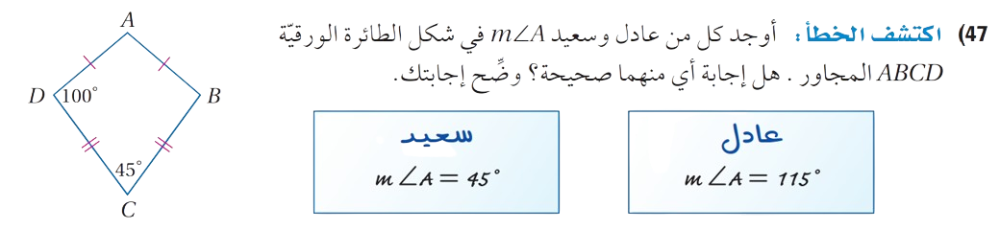 47) اكتشف الخطأ: أوجد كل من عادل وسعيد m∠A في شكل الطائرة الورقيّة
ABCD المجاور . هل إجابة أي منهما صحيحة؟ وضِّح إجابتك.
عادل
m∠A = 115°
سعيد
m∠A = 45°
A
D 100° B
45°
C